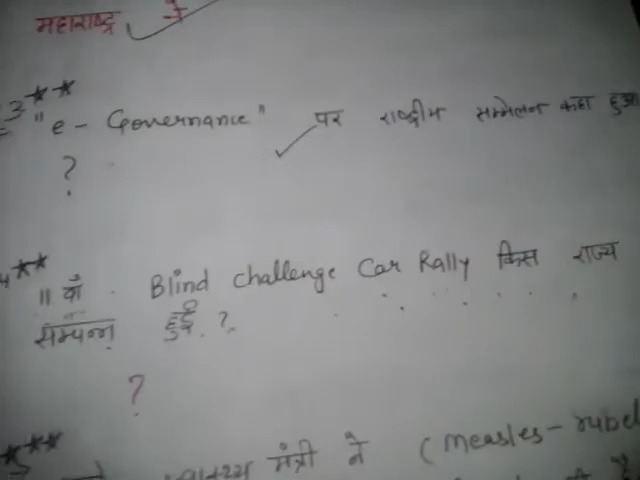 महाराष्ट्र ने
3**
"e - Governance" पर राष्ट्रीय सम्मेलन कहा हुआ
?
4**
11 वाँ Blind challenge Car Rally किस राज्य
सम्पन्न हुई ?
?
5***
मंत्री ने (Measles - rubel